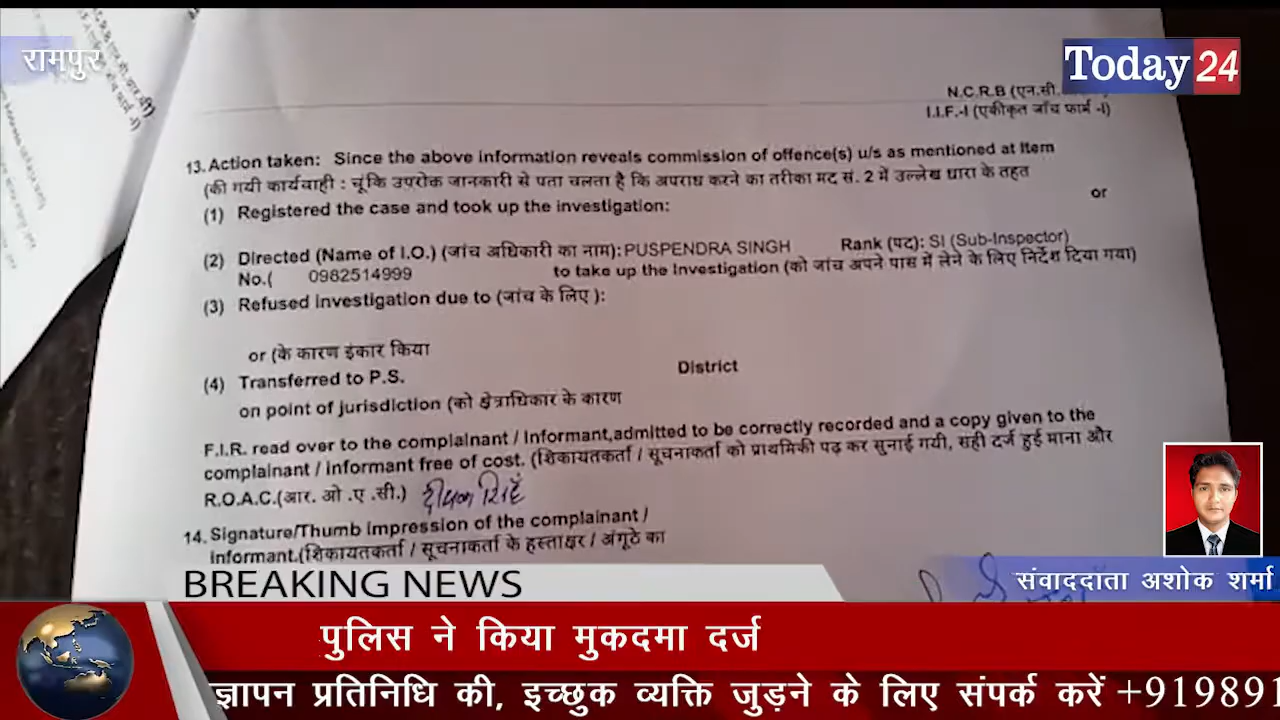 रामपुर
Today 24
N.C.R.B (एन.सी.
I.I.F.-I (एकीकृत जाँच फार्म -I)
13. Action taken: Since the above information reveals commission of offence(s) u/s as mentioned at Item
(की गयी कार्यवाही : चूंकि उपरोक्त जानकारी से पता चलता है कि अपराध करने का तरीका मद सं. 2 में उल्लेख धारा के तहत
(1) Registered the case and took up the investigation:
or
(2) Directed (Name of I.O.) (जांच अधिकारी का नाम): PUSPENDRA SINGH Rank (पद): SI (Sub-Inspector)
No.( 0982514999 to take up the Investigation (को जांच अपने पास में लेने के लिए निर्देश दिया गया)
(3) Refused investigation due to (जांच के लिए ):
or (के कारण इंकार किया
(4) Transferred to P.S. District
on point of jurisdiction (को क्षेत्राधिकार के कारण
F.I.R. read over to the complainant / Informant,admitted to be correctly recorded and a copy given to the
complainant / informant free of cost. (शिकायतकर्ता / सूचनाकर्ता को प्राथमिकी पढ़ कर सुनाई गयी, सही दर्ज हुई माना और
R.O.A.C.(आर. ओ .ए .सी.)
14. Signature/Thumb impression of the complainant /
informant.(शिकायतकर्ता / सूचनाकर्ता के हस्ताक्षर / अंगूठे का
BREAKING NEWS
संवाददाता अशोक शर्मा
पुलिस ने किया मुकदमा दर्ज
ज्ञापन प्रतिनिधि की, इच्छुक व्यक्ति जुड़ने के लिए संपर्क करें +919891